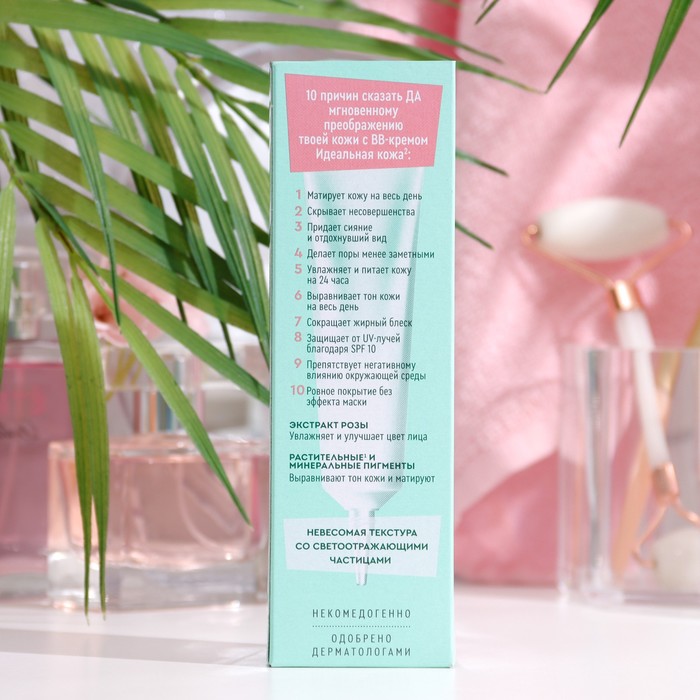 10 причин сказать ДА
мгновенному
преображению
твоей кожи с BB-кремом
Идеальная кожа²:
1 Матирует кожу на весь день
2 Скрывает несовершенства
3 Придает сияние
и отдохнувший вид
4 Делает поры менее заметными
5 Увлажняет и питает кожу
на 24 часа
6 Выравнивает тон кожи
на весь день
7 Сокращает жирный блеск
8 Защищает от UV-лучей
благодаря SPF 10
9 Препятствует негативному
влиянию окружающей среды
10 Ровное покрытие без
эффекта маски
ЭКСТРАКТ РОЗЫ
Увлажняет и улучшает цвет лица
РАСТИТЕЛЬНЫЕ¹ И
МИНЕРАЛЬНЫЕ ПИГМЕНТЫ
Выравнивают тон кожи и матируют
НЕВЕСОМАЯ ТЕКСТУРА
СО СВЕТООТРАЖАЮЩИМИ
ЧАСТИЦАМИ
НЕКОМЕДОГЕННО
ОДОБРЕНО
ДЕРМАТОЛОГАМИ